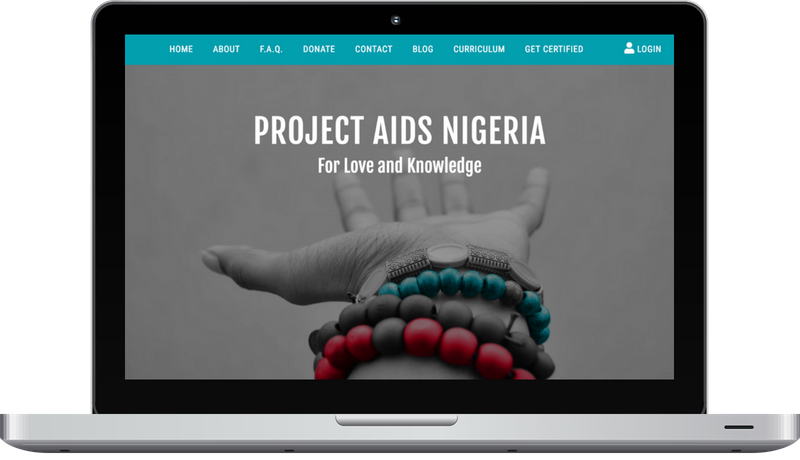 HOME ABOUT F.A.Q. DONATE CONTACT BLOG CURRICULUM GET CERTIFIED LOGIN
PROJECT AIDS NIGERIA
For Love and Knowledge